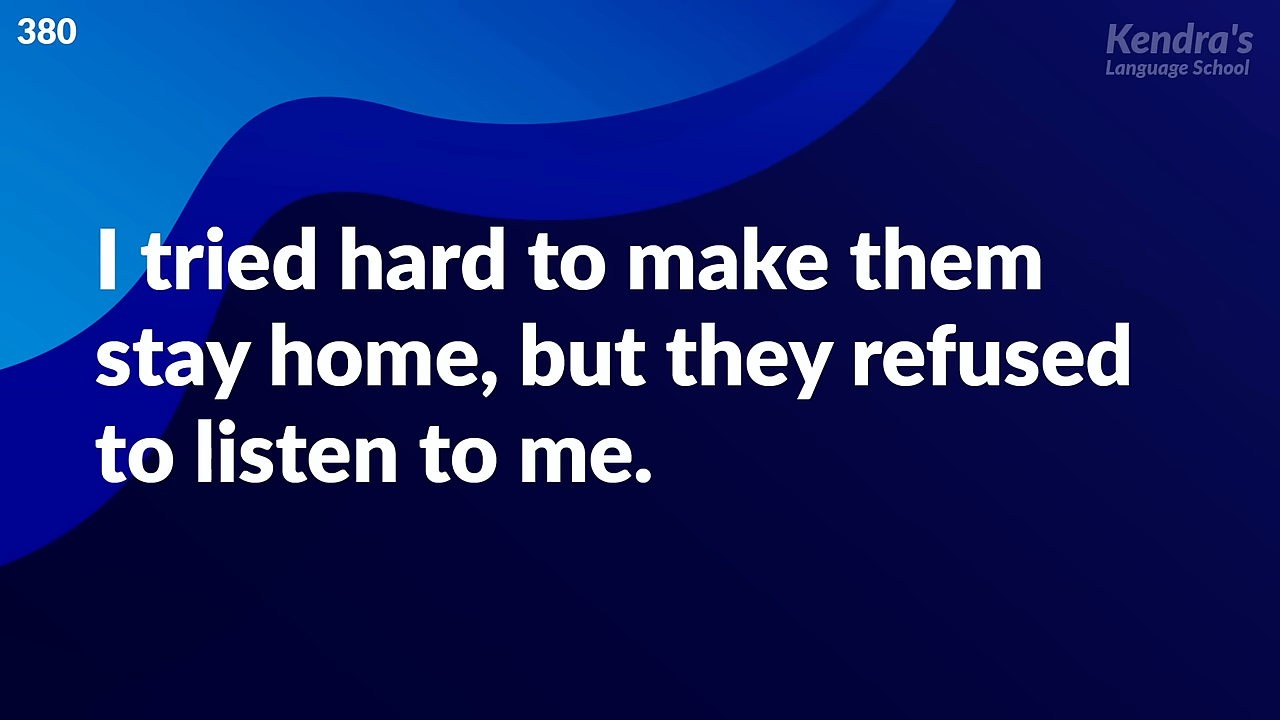 380
Kendra's
Language School
I tried hard to make them
stay home, but they refused
to listen to me.